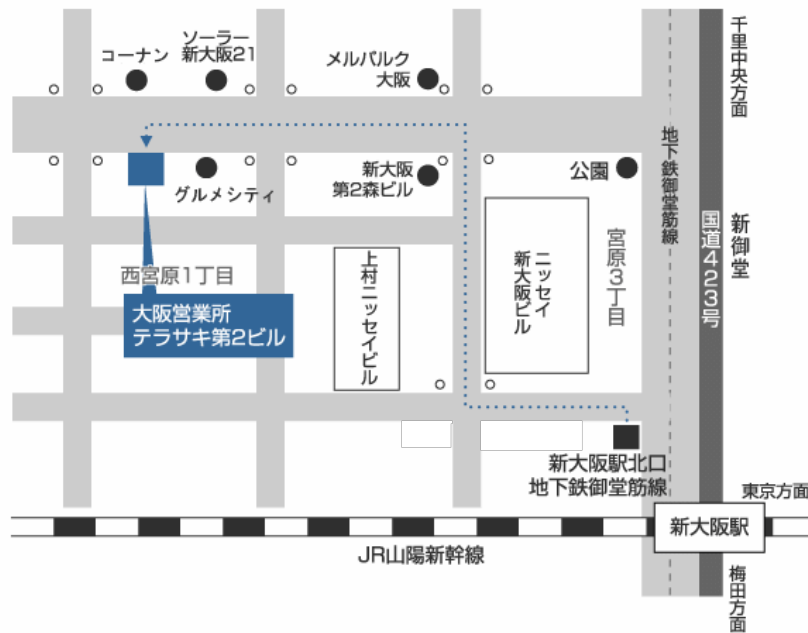 ソーラー
新大阪21
コーナン
メルパルク
大阪
千里中央方面
地下鉄御堂筋線
グルメシティ
新大阪
第2森ビル
公園
国道423号
新御堂
宮原3丁目
ニッセイ
新大阪ビル
上村ニッセイビル
西宮原1丁目
大阪営業所
テラサキ第2ビル
新大阪駅北口
地下鉄御堂筋線
東京方面
新大阪駅
JR山陽新幹線
梅田方面